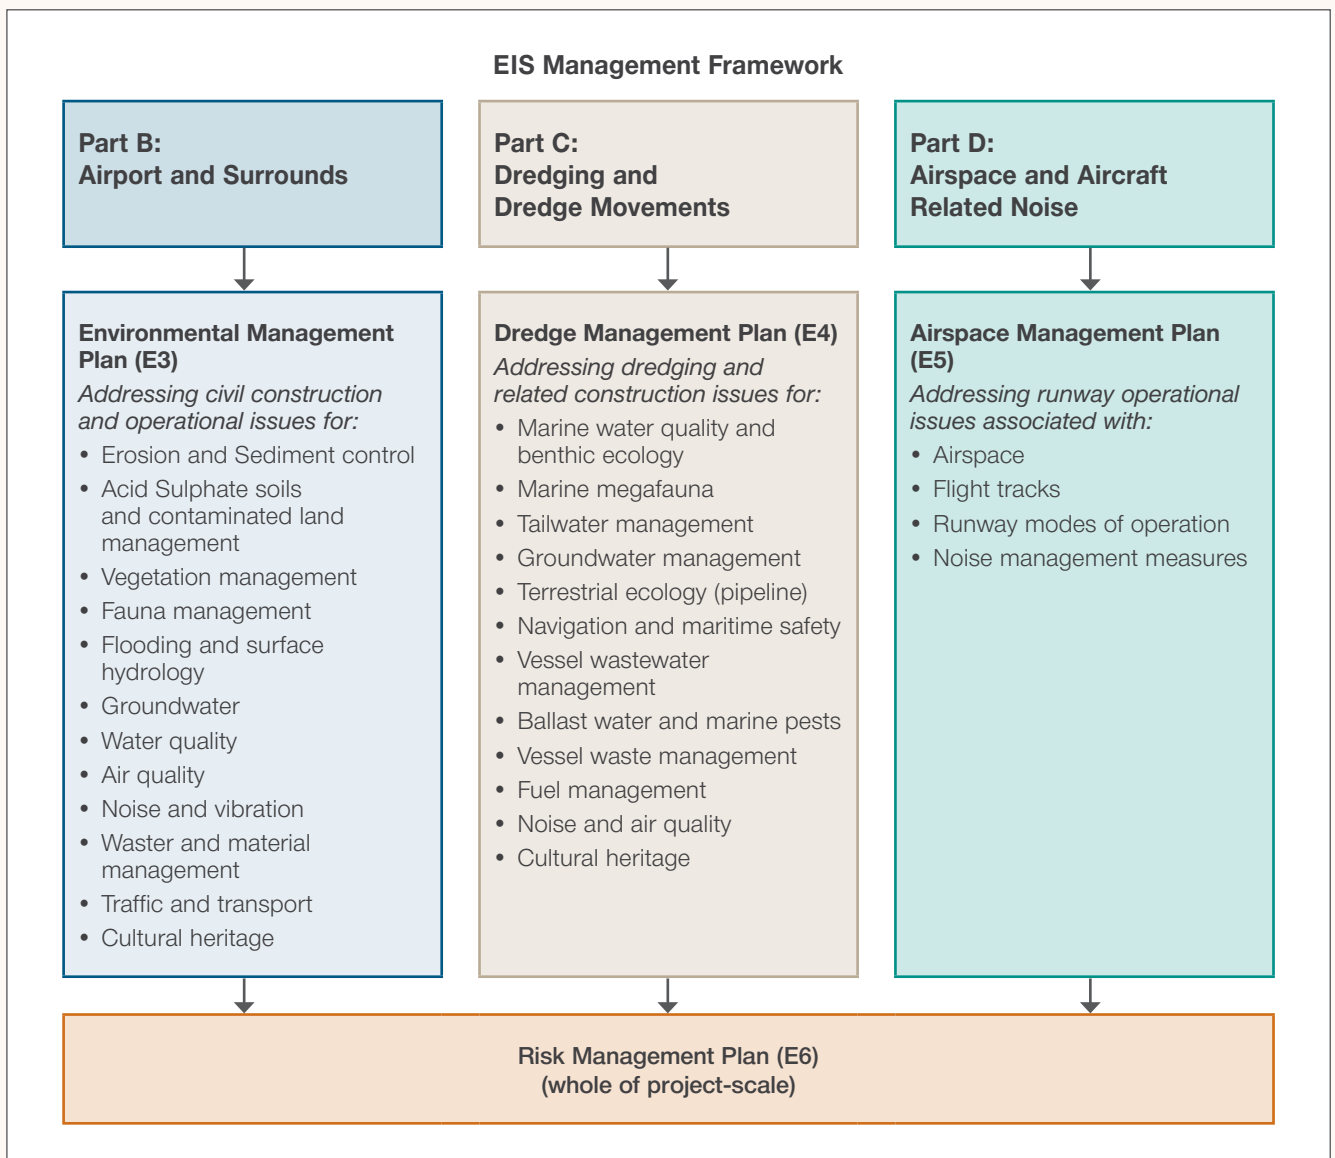 EIS Management Framework
Part B:
Airport and Surrounds
Part C:
Dredging and
Dredge Movements
Part D:
Airspace and Aircraft
Related Noise
Environmental Management
Plan (E3)
Addressing civil construction
and operational issues for:
• Erosion and Sediment control
• Acid Sulphate soils
and contaminated land
management
• Vegetation management
• Fauna management
• Flooding and surface
hydrology
• Groundwater
• Water quality
• Air quality
• Noise and vibration
• Waster and material
management
• Traffic and transport
• Cultural heritage
Dredge Management Plan (E4)
Addressing dredging and
related construction issues for:
• Marine water quality and
benthic ecology
• Marine megafauna
• Tailwater management
• Groundwater management
• Terrestrial ecology (pipeline)
• Navigation and maritime safety
• Vessel wastewater
management
• Ballast water and marine pests
• Vessel waste management
• Fuel management
• Noise and air quality
• Cultural heritage
Airspace Management Plan
(E5)
Addressing runway operational
issues associated with:
• Airspace
• Flight tracks
• Runway modes of operation
• Noise management measures
Risk Management Plan (E6)
(whole of project-scale)